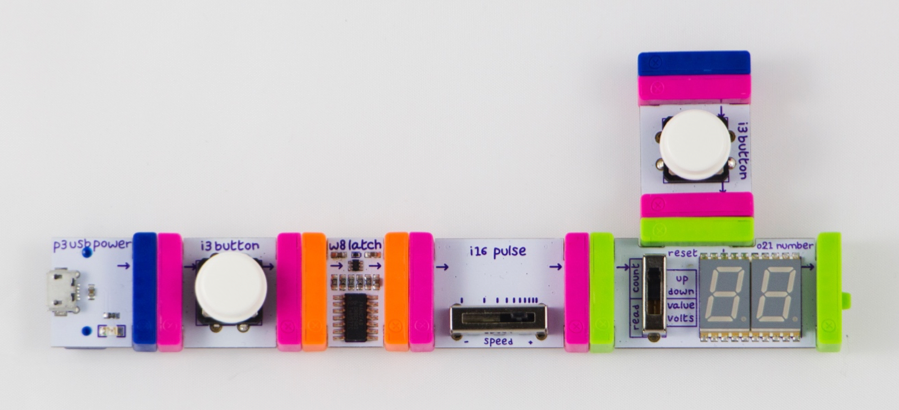 i3 button
p3 usb power
i3 button
w8 latch
i16 pulse
- speed +
reset
o21 number
count
read
up
down
value
volts